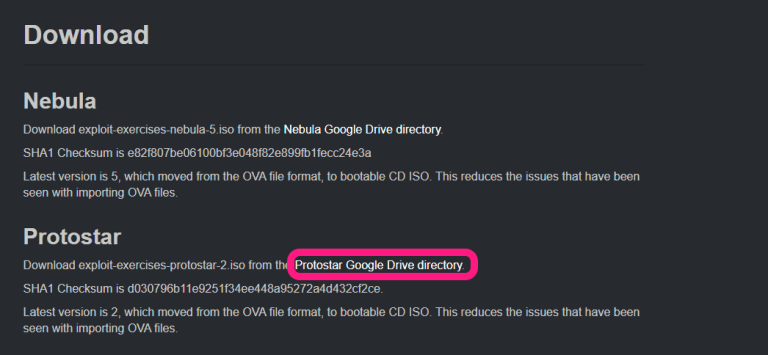 Download
Nebula
Download exploit-exercises-nebula-5.iso from the Nebula Google Drive directory.
SHA1 Checksum is e82f807be06100bf3e048f82e899fb1fecc24e3a
Latest version is 5, which moved from the OVA file format, to bootable CD ISO. This reduces the issues that have been
seen with importing OVA files.
Protostar
Download exploit-exercises-protostar-2.iso from the Protostar Google Drive directory.
SHA1 Checksum is d030796b11e9251f34ee448a95272a4d432cf2ce.
Latest version is 2, which moved from the OVA file format, to bootable CD ISO. This reduces the issues that have been
seen with importing OVA files.